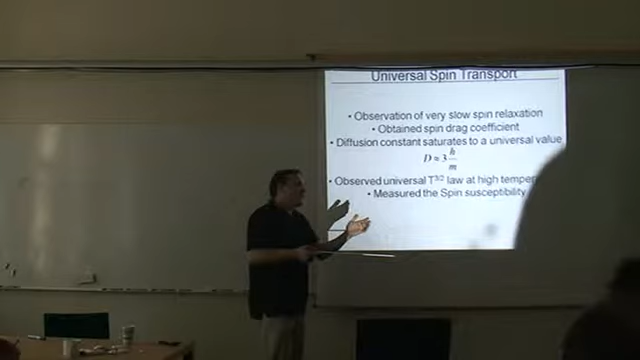 Universal Spin Transport
• Observation of very slow spin relaxation
• Obtained spin drag coefficient
• Diffusion constant saturates to a universal value
D ≈ 3 ħ/m
• Observed universal T^3/2 law at high
• Measured the Spin susceptibility